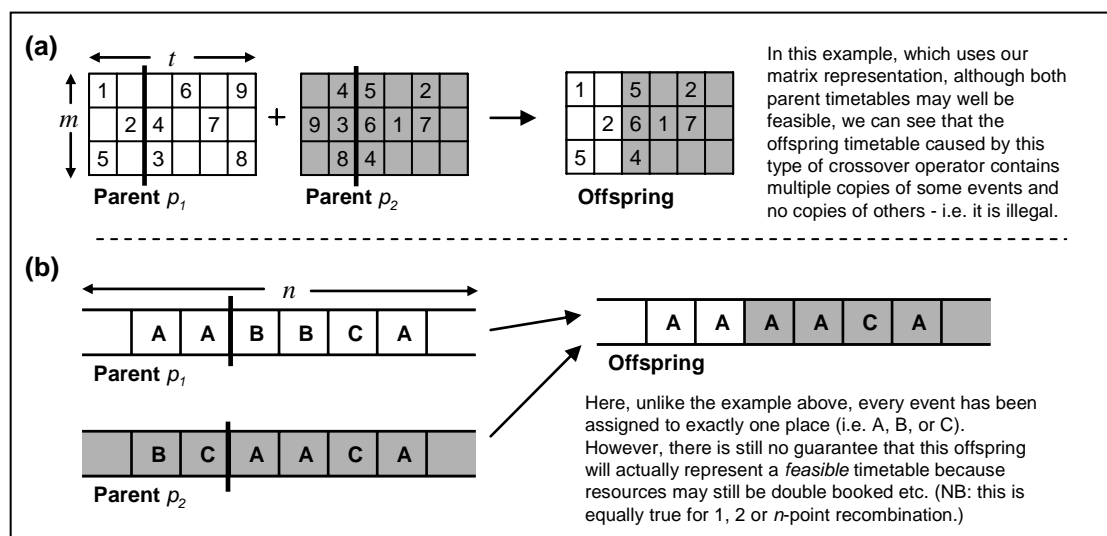 (a)
t
m
1 6 9
2 4 7
5 3 8
Parent p1
+
4 5 2
9 3 6 1 7
8 4
Parent p2
1 5 2
2 6 1 7
5 4
Offspring
In this example, which uses our
matrix representation, although both
parent timetables may well be
feasible, we can see that the
offspring timetable caused by this
type of crossover operator contains
multiple copies of some events and
no copies of others - i.e. it is illegal.
(b)
n
A A B B C A
Parent p1
B C A A C A
Parent p2
A A A A C A
Offspring
Here, unlike the example above, every event has been
assigned to exactly one place (i.e. A, B, or C).
However, there is still no guarantee that this offspring
will actually represent a feasible timetable because
resources may still be double booked etc. (NB: this is
equally true for 1, 2 or n-point recombination.)